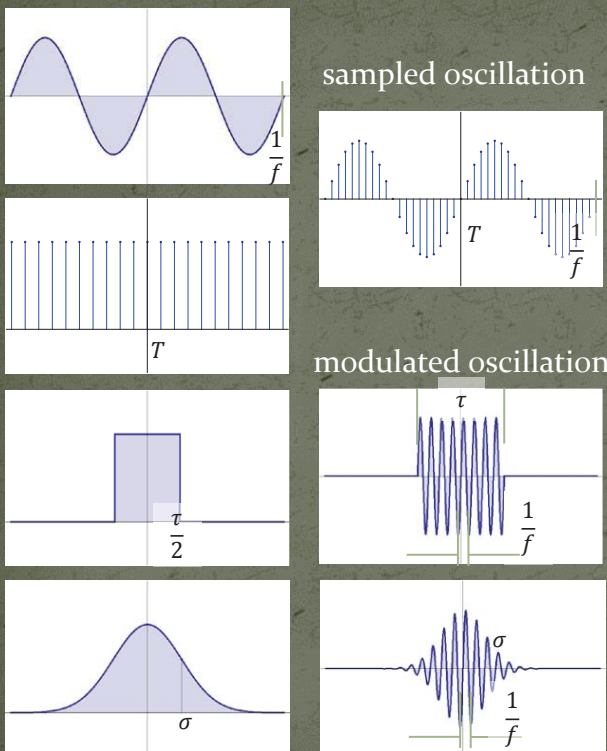 1
f
T
τ
2
σ
sampled oscillation
T
1
f
modulated oscillation
τ
1
f
σ
1
f